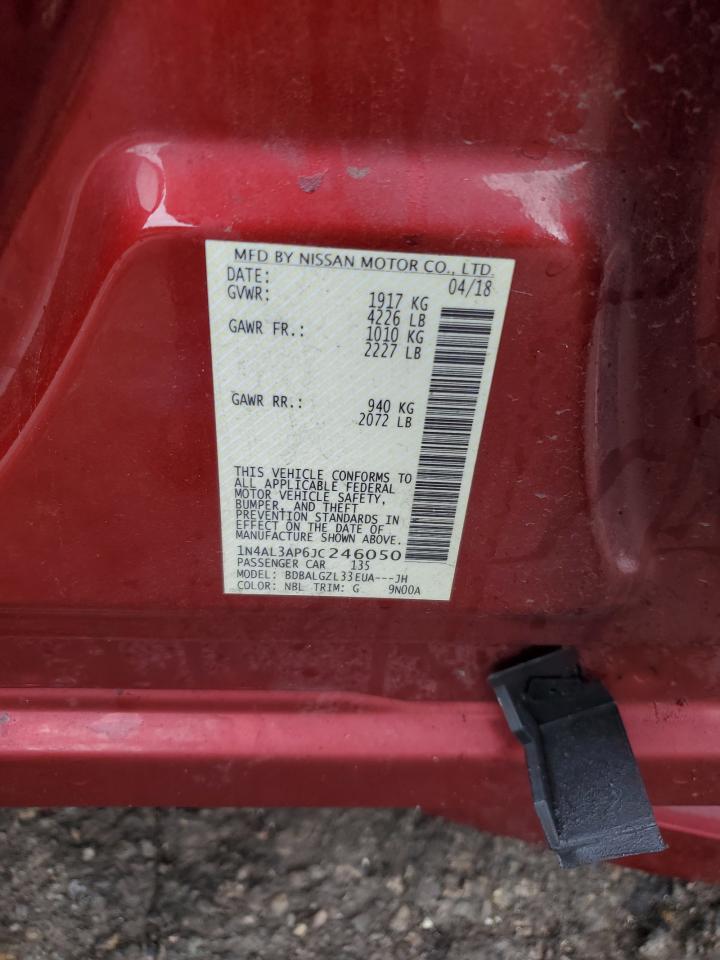 MFD BY NISSAN MOTOR CO., LTD.
DATE: 04/18
GVWR: 1917 KG
4226 LB
GAWR FR.: 1010 KG
2227 LB
GAWR RR.: 940 KG
2072 LB
THIS VEHICLE CONFORMS TO
ALL APPLICABLE FEDERAL
MOTOR VEHICLE SAFETY,
BUMPER, AND THEFT
PREVENTION STANDARDS IN
EFFECT ON THE DATE OF
MANUFACTURE SHOWN ABOVE.
1N4AL3AP6JC246050
PASSENGER CAR 135
MODEL: BDBALGZL33EUA---JH
COLOR: NBL TRIM: G 9N00A